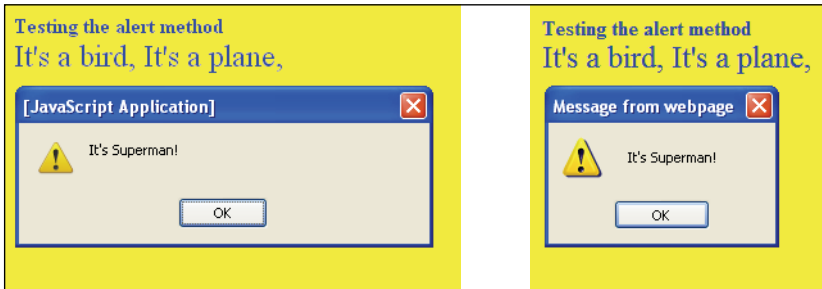 Testing the alert method
It's a bird, It's a plane,
[JavaScript Application]
It's Superman!
OK
Testing the alert method
It's a bird, It's a plane,
Message from webpage
It's Superman!
OK